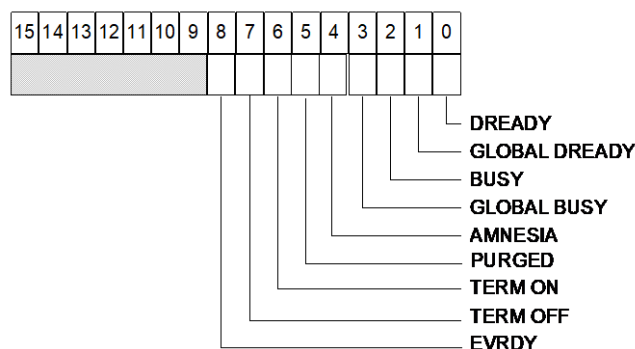 15 14 13 12 11 10 9 8 7 6 5 4 3 2 1 0
DREADY
GLOBAL DREADY
BUSY
GLOBAL BUSY
AMNESIA
PURGED
TERM ON
TERM OFF
EVRDY